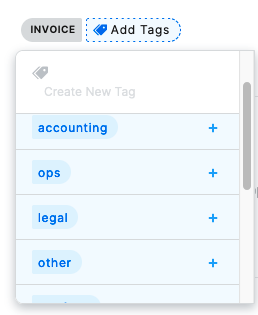 INVOICE Add Tags
Create New Tag
accounting +
ops +
legal +
other +